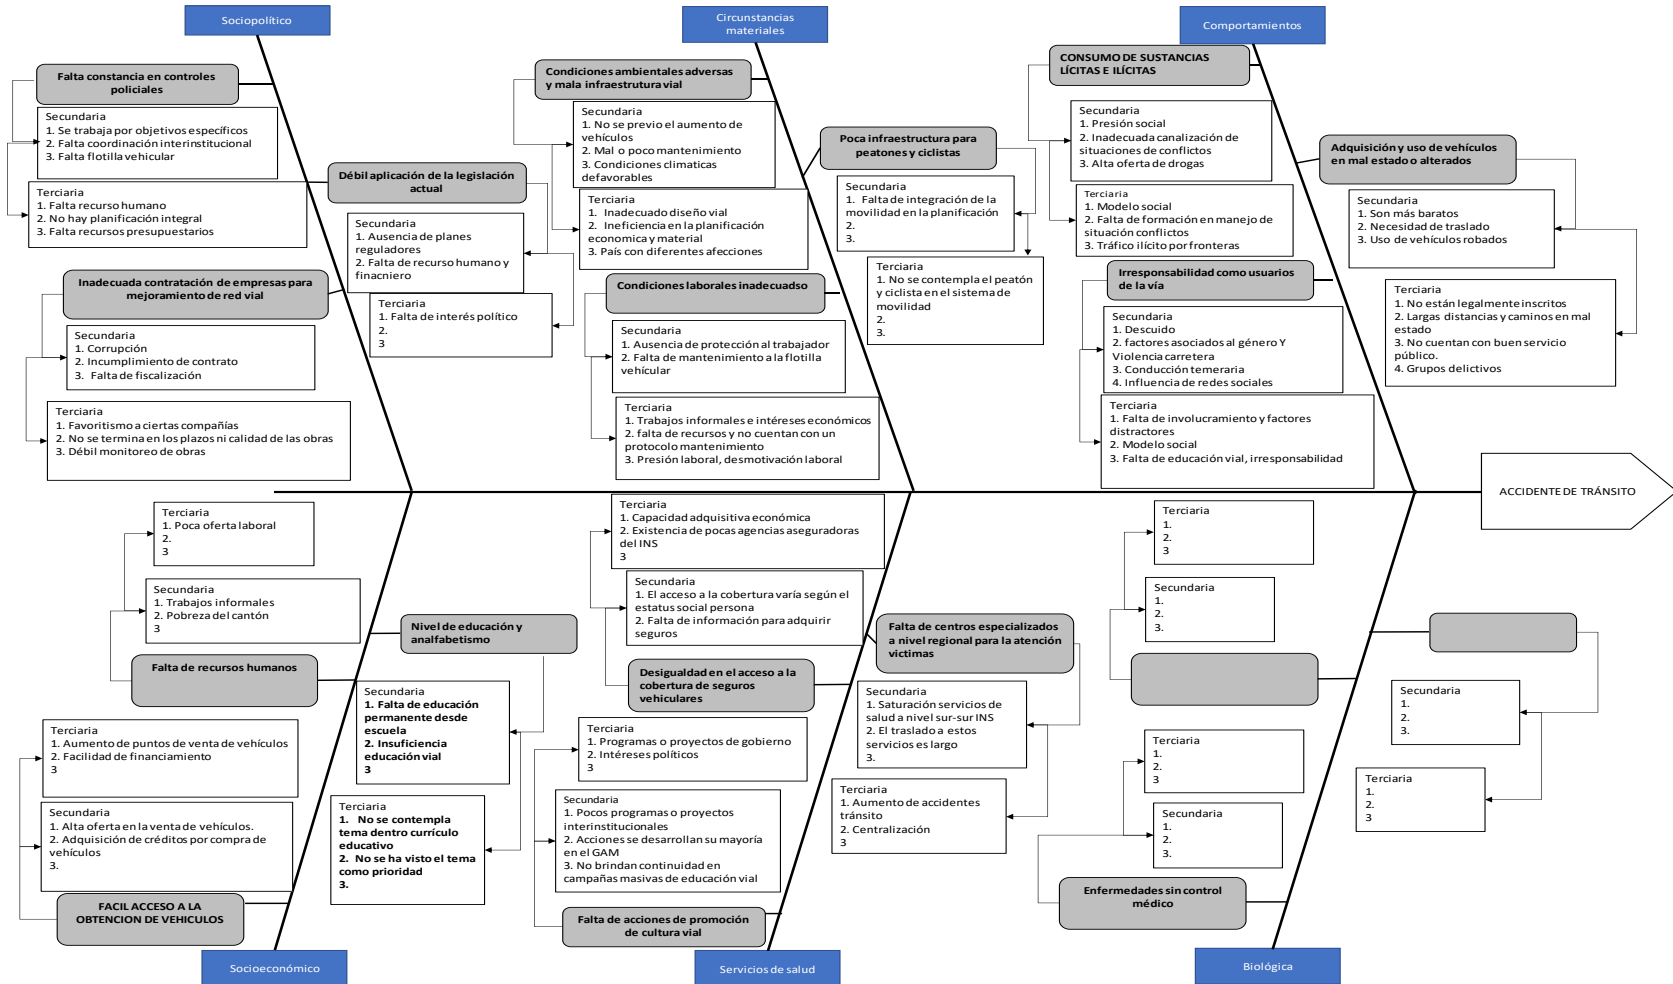 Sociopolítico
Falta constancia en controles
policiales
Secundaria
1. Se trabaja por objetivos específicos
2. Falta coordinación interinstitucional
3. Falta flotilla vehicular
Terciaria
1. Falta recurso humano
2. No hay planificación integral
3. Falta recursos presupuestarios
Débil aplicación de la legislación
actual
Secundaria
1. Ausencia de planes
reguladores
2. Falta de recurso humano y
finacniero
Terciaria
1. Falta de interés político
2.
3
Inadecuada contratación de empresas para
mejoramiento de red vial
Secundaria
1. Corrupción
2. Incumplimiento de contrato
3. Falta de fiscalización
Terciaria
1. Favoritismo a ciertas compañías
2. No se termina en los plazos ni calidad de las obras
3. Débil monitoreo de obras
Circunstancias
materiales
Condiciones ambientales adversas
y mala infraestrutura vial
Secundaria
1. No se previo el aumento de
vehículos
2. Mal o poco mantenimiento
3. Condiciones climaticas
defavorables
Terciaria
1. Inadecuado diseño vial
2. Ineficencia en la planificación
economica y material
3. País con diferentes afecciones
Poca infraestructura para
peatones y ciclistas
Secundaria
1. Falta de integración de la
movilidad en la planificación
2.
3.
Terciaria
1. No se contempla el peatón
y ciclista en el sistema de
movilidad
2.
3.
Condiciones laborales inadecuadso
Secundaria
1. Ausencia de protección al trabajador
2. Falta de mantenimiento a la flotilla
vehícular
Terciaria
1. Trabajos informales e intéreses económicos
2. falta de recursos y no cuentan con un
protocolo mantenimiento
3. Presión laboral, desmotivación laboral
Comportamientos
CONSUMO DE SUSTANCIAS
LÍCITAS E ILÍCITAS
Secundaria
1. Presión social
2. Inadecuada canalización de
situaciones de conflictos
3. Alta oferta de drogas
Terciaria
1. Modelo social
2. Falta de formación en manejo de
situación conflictos
3. Tráfico ilícito por fronteras
Adquisición y uso de vehículos
en mal estado o alterados
Secundaria
1. Son más baratos
2. Necesidad de traslado
3. Uso de vehículos robados
Terciaria
1. No están legalmente inscritos
2. Largas distancias y caminos en mal
estado
3. No cuentan con buen servicio
público.
4. Grupos delictivos
Irresponsabilidad como usuarios
de la vía
Secundaria
1. Descuido
2. factores asociados al género Y
Violencia carretera
3. Conducción temeraria
4. Influencia de redes sociales
Terciaria
1. Falta de involucramiento y factores
distractores
2. Modelo social
3. Falta de educación vial, irresponsabilidad
ACCIDENTE DE TRÁNSITO
Terciaria
1. Poca oferta laboral
2.
3
Secundaria
1. Trabajos informales
2. Pobreza del cantón
3
Falta de recursos humanos
Nivel de educación y
analfabetismo
Secundaria
1. Falta de educación
permanente desde
escuela
2. Insuficiencia
educación vial
3
Terciaria
1. No se contempla
tema dentro currículo
educativo
2. No se ha visto el tema
como prioridad
3.
Terciaria
1. Aumento de puntos de venta de vehículos
2. Facilidad de financiamiento
3
Secundaria
1. Alta oferta en la venta de vehículos.
2. Adquisición de créditos por compra de
vehículos
3.
FACIL ACCESO A LA
OBTENCION DE VEHICULOS
Socioeconómico
Terciaria
1. Capacidad adquisitiva económica
2. Existencia de pocas agencias aseguradoras
del INS
3
Secundaria
1. El acceso a la cobertura varía según el
estatus social persona
2. Falta de información para adquirir
seguros
Desigualdad en el acceso a la
cobertura de seguros
vehiculares
Falta de centros especializados
a nivel regional para la atención
victimas
Secundaria
1. Saturación servicios de
salud a nivel sur-sur INS
2. El traslado a estos
servicios es largo
3.
Terciaria
1. Aumento de accidentes
tránsito
2. Centralización
3
Terciaria
1. Programas o proyectos de gobierno
2. Intéreses políticos
3
Secundaria
1. Pocos programas o proyectos
interinstitucionales
2. Acciones se desarrollan su mayoría
en el GAM
3. No brindan continuidad en
campañas masivas de educación vial
Falta de acciones de promoción
de cultura vial
Servicios de salud
Terciaria
1.
2.
3
Secundaria
1.
2.
3.
Secundaria
1.
2.
3.
Terciaria
1.
2.
3
Terciaria
1.
2.
3
Secundaria
1.
2.
3.
Enfermedades sin control
médico
Biológica